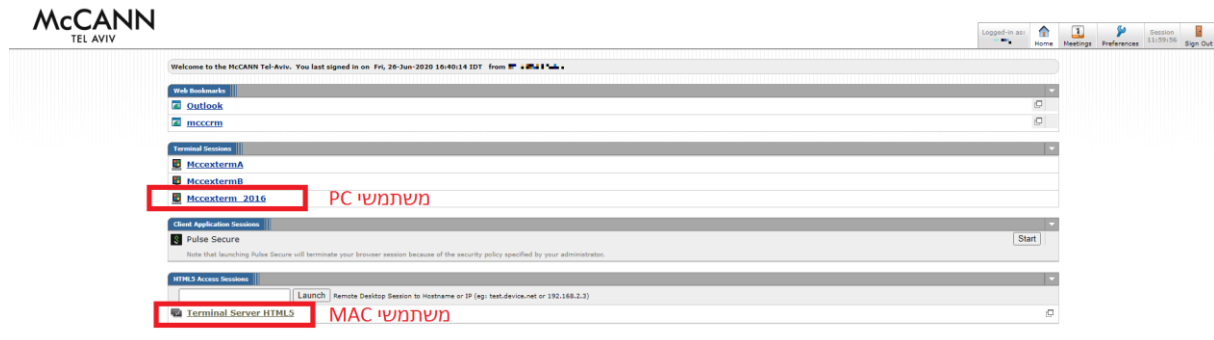 McCANN
TEL AVIV
Logged-in as:
Home
Meetings
Preferences
Session
11:59:56
Sign Out
Welcome to the McCANN Tel-Aviv. You last signed in on Fri, 26-Jun-2020 16:40:14 IDT from
Web Bookmarks
Outlook
mcccrm
Terminal Sessions
MccextermA
MccextermB
Mccexterm_2016
משתמשי PC
Client Application Sessions
Pulse Secure
Start
Note that launching Pulse Secure will terminate your browser session because of the security policy specified by your administrator.
HTML5 Access Sessions
Launch Remote Desktop Session to Hostname or IP (eg: test.device.net or 192.168.2.3)
Terminal Server HTML5
משתמשי MAC